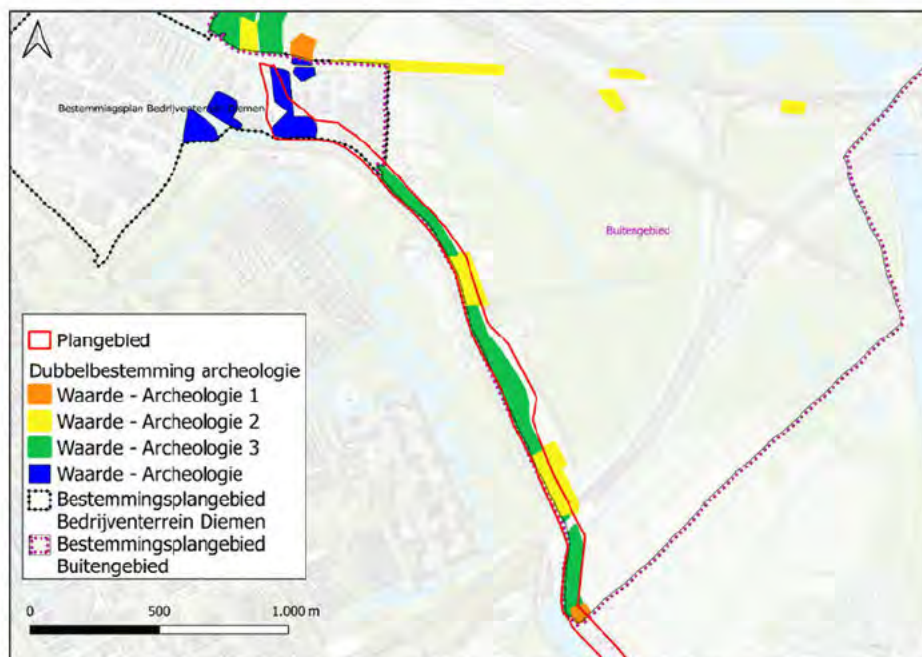 Bestemmingsplan Bedrijventerrein Diemen
Buitengebied
Plangebied
Dubbelbestemming archeologie
Waarde - Archeologie 1
Waarde - Archeologie 2
Waarde - Archeologie 3
Waarde - Archeologie
Bestemmingsplangebied
Bedrijventerrein Diemen
Bestemmingsplangebied
Buitengebied
0 500 1.000 m